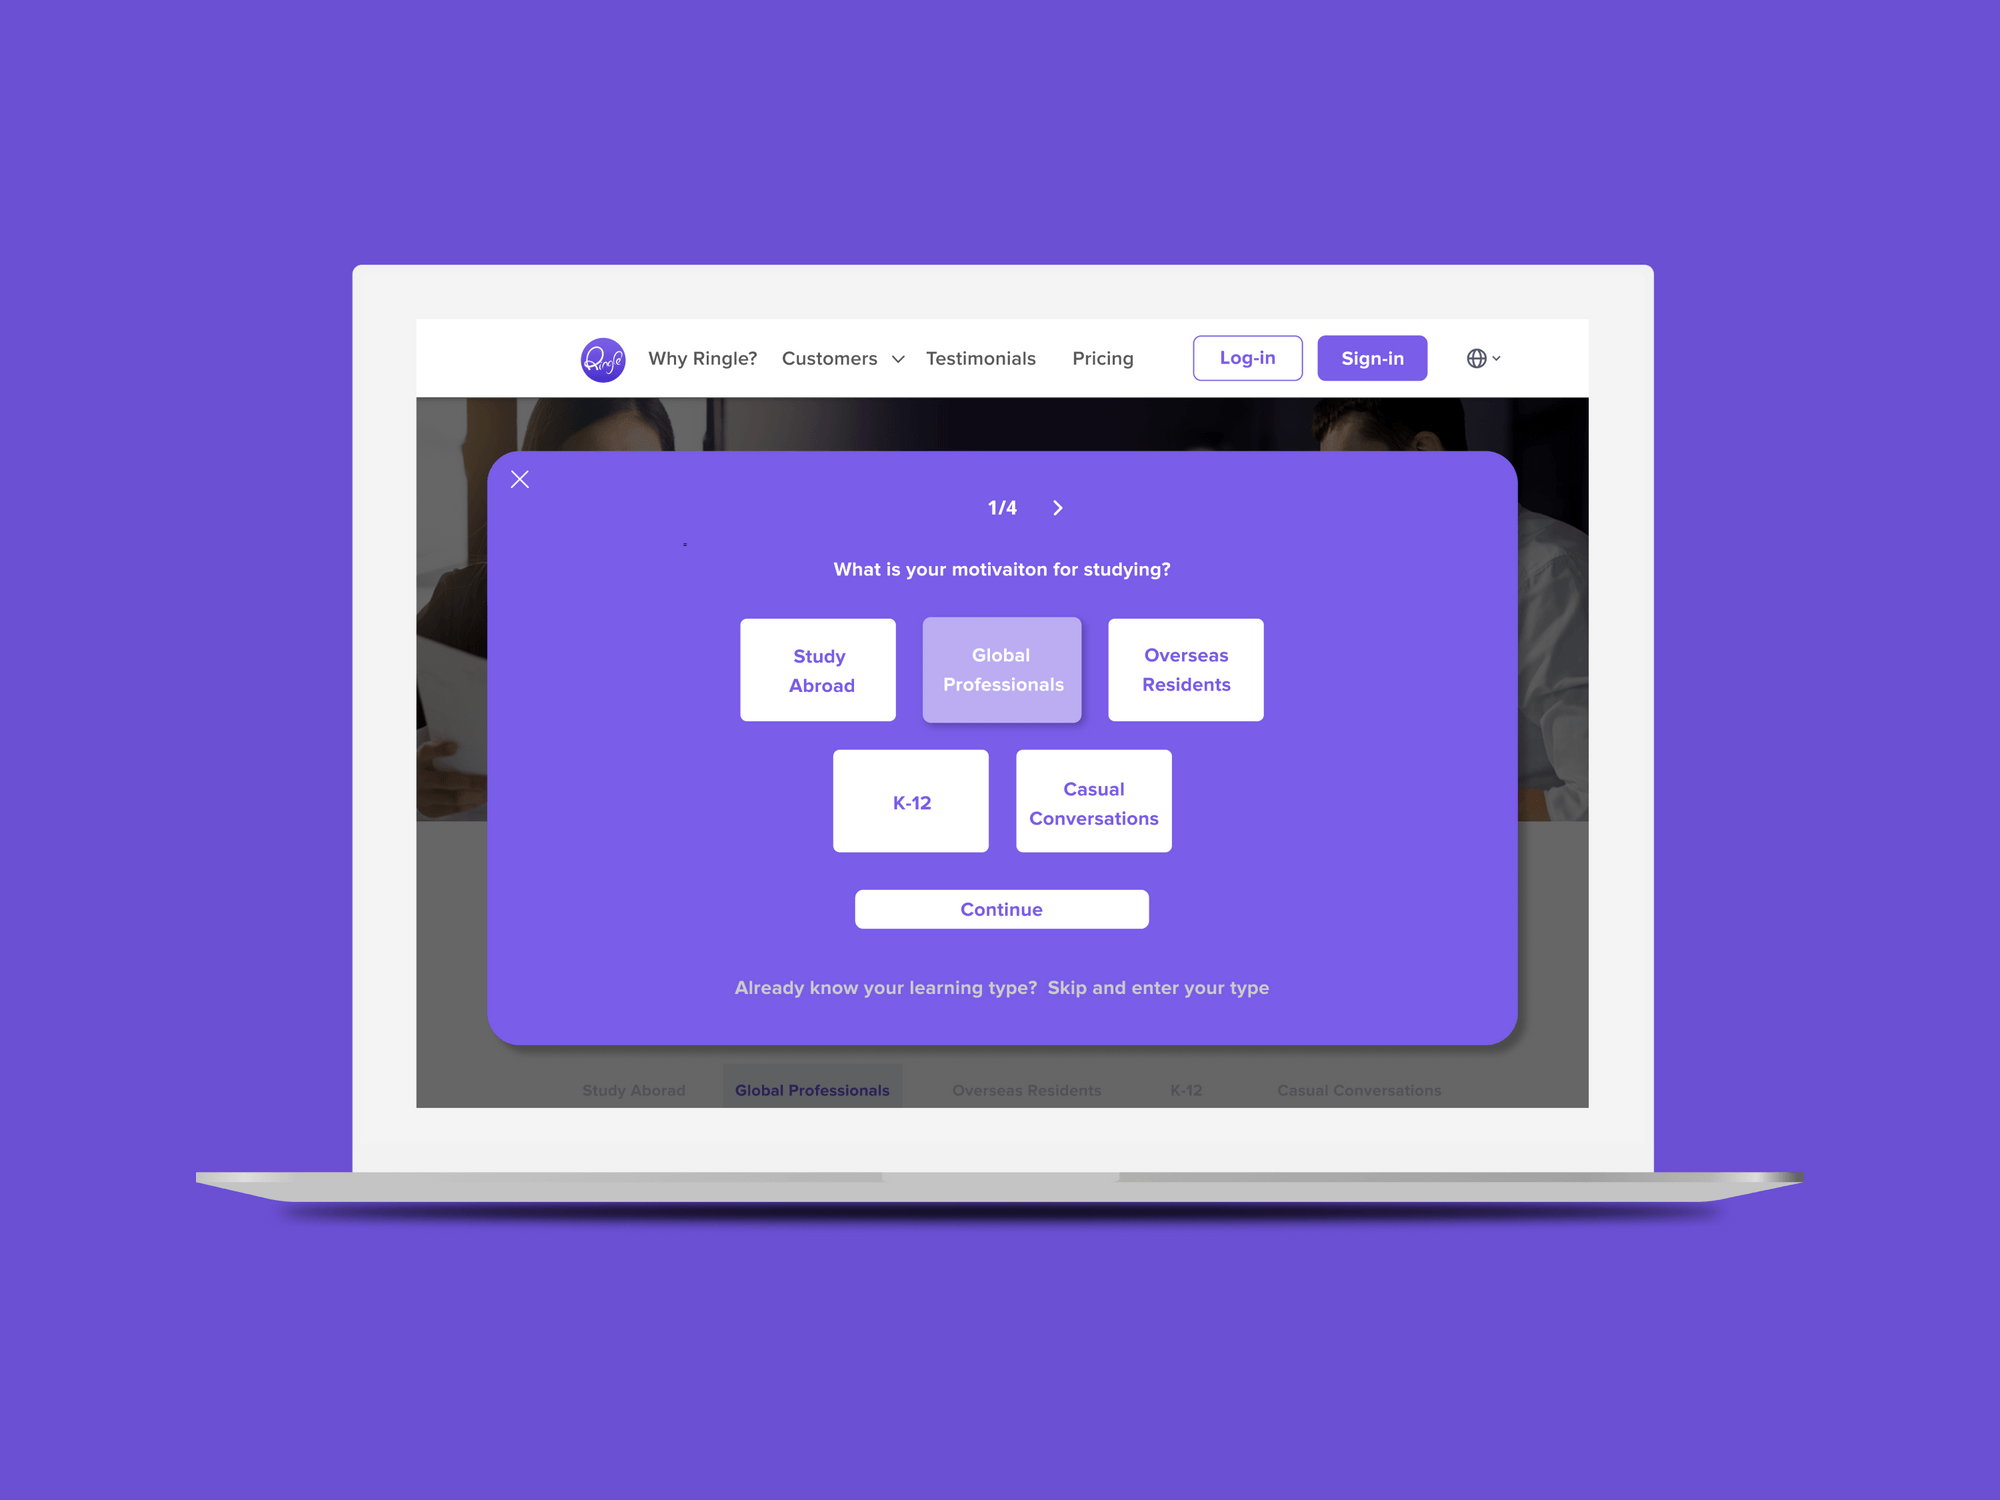 Ringle
Why Ringle? Customers Testimonials Pricing Log-in Sign-in
1/4
What is your motivaiton for studying?
Study
Abroad
Global
Professionals
Overseas
Residents
K-12
Casual
Conversations
Continue
Already know your learning type? Skip and enter your type
Study Aborad Global Professionals Overseas Residents K-12 Casual Conversations